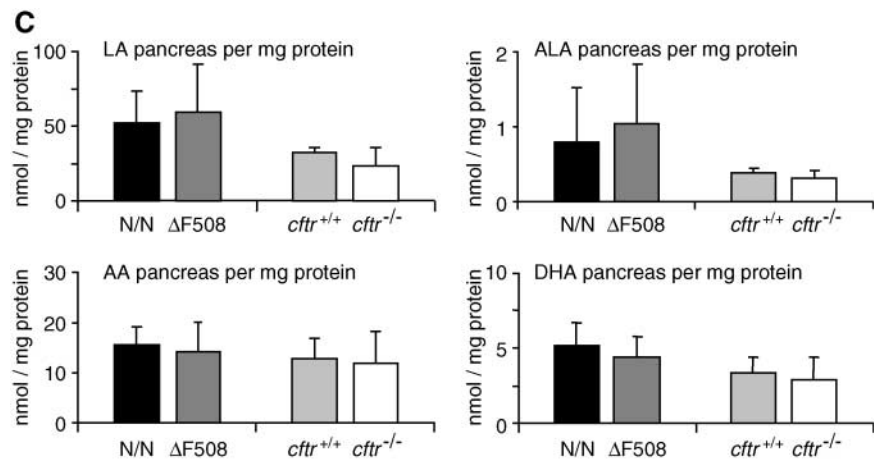 C
LA pancreas per mg protein
nmol / mg protein
100
50
0
N/N ΔF508 cftr+/+ cftr-/-
ALA pancreas per mg protein
nmol / mg protein
2
1
0
N/N ΔF508 cftr+/+ cftr-/-
AA pancreas per mg protein
nmol / mg protein
30
20
10
0
N/N ΔF508 cftr+/+ cftr-/-
DHA pancreas per mg protein
nmol / mg protein
10
5
0
N/N ΔF508 cftr+/+ cftr-/-